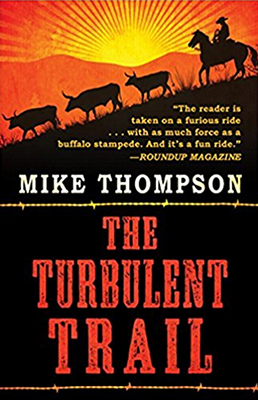 "The reader is
taken on a furious ride
. . . with as much force as a
buffalo stampede. And it's a fun ride."
—ROUNDUP MAGAZINE
MIKE THOMPSON
THE
TURBULENT
TRAIL